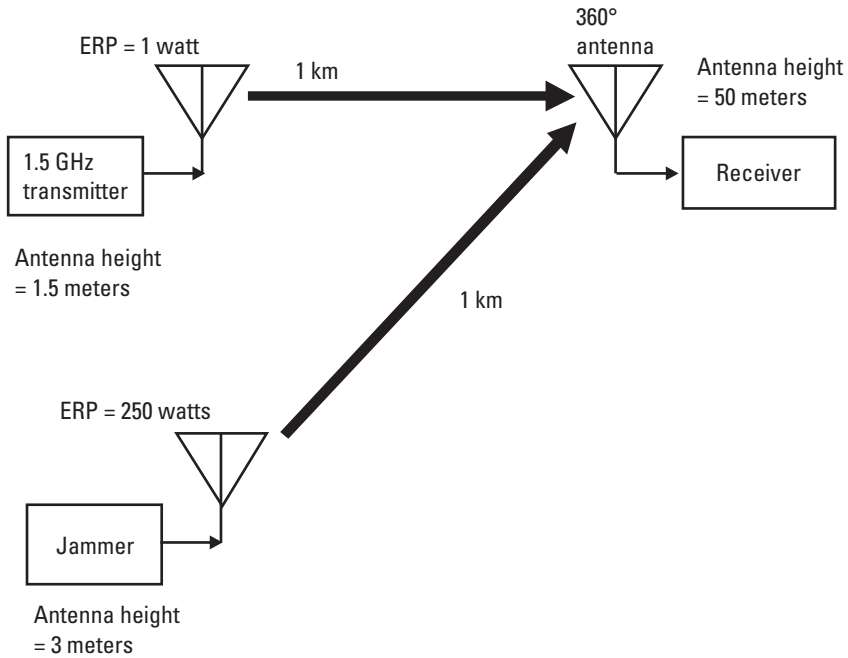 ERP = 1 watt
1 km
360°
antenna
Antenna height
= 50 meters
1.5 GHz
transmitter
Receiver
Antenna height
= 1.5 meters
1 km
ERP = 250 watts
Jammer
Antenna height
= 3 meters